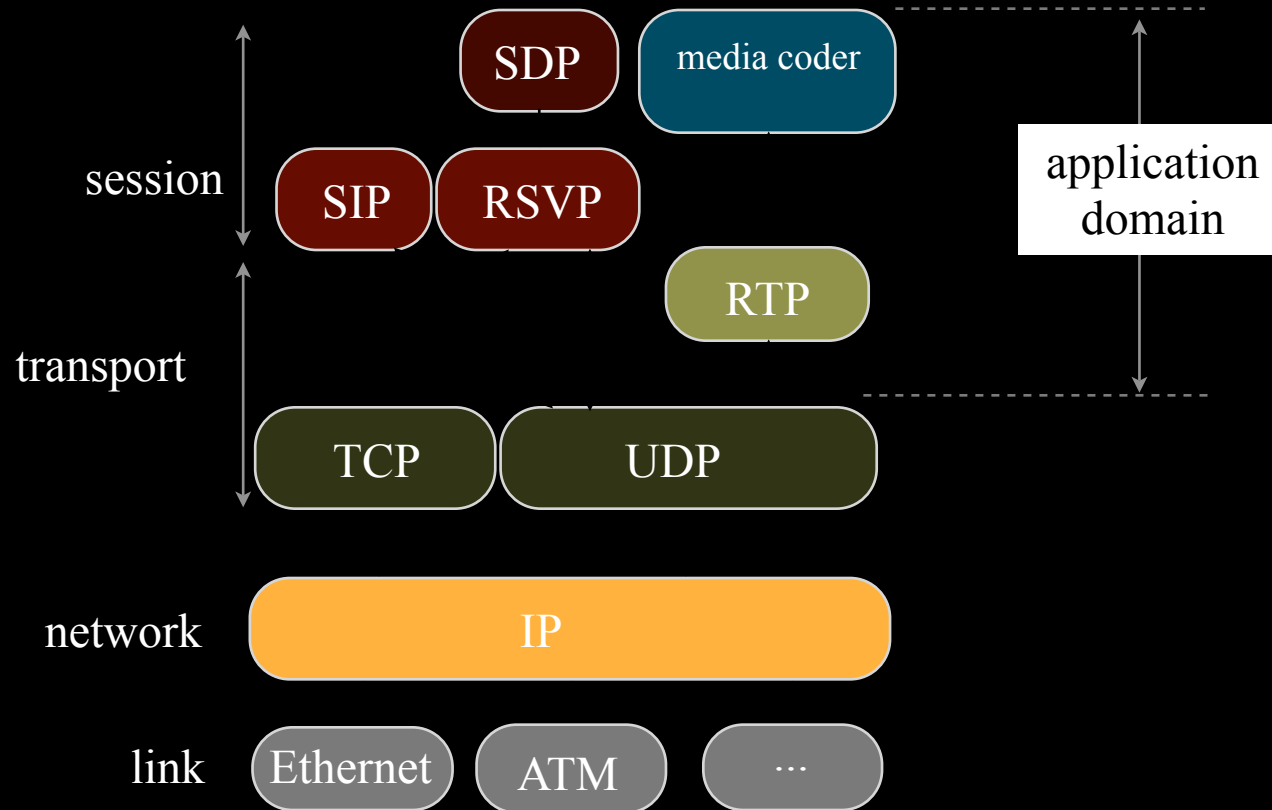 SDP
media coder
session
SIP
RSVP
application
domain
RTP
transport
TCP
UDP
network
IP
link
Ethernet
ATM
...